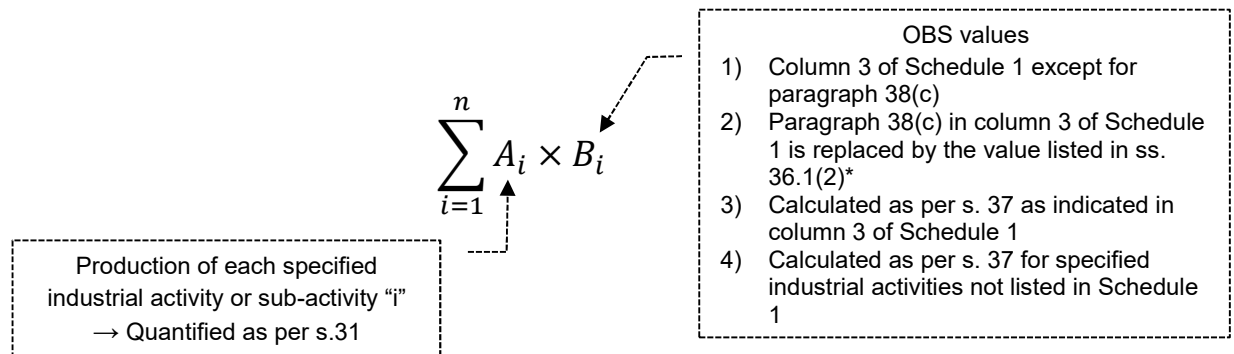 OBS values
1) Column 3 of Schedule 1 except for
paragraph 38(c)
2) Paragraph 38(c) in column 3 of Schedule
1 is replaced by the value listed in ss.
36.1(2)*
3) Calculated as per s. 37 as indicated in
column 3 of Schedule 1
4) Calculated as per s. 37 for specified
industrial activities not listed in Schedule
1
n
∑ Aᵢ × Bᵢ
i=1
Production of each specified
industrial activity or sub-activity “i”
→ Quantified as per s.31